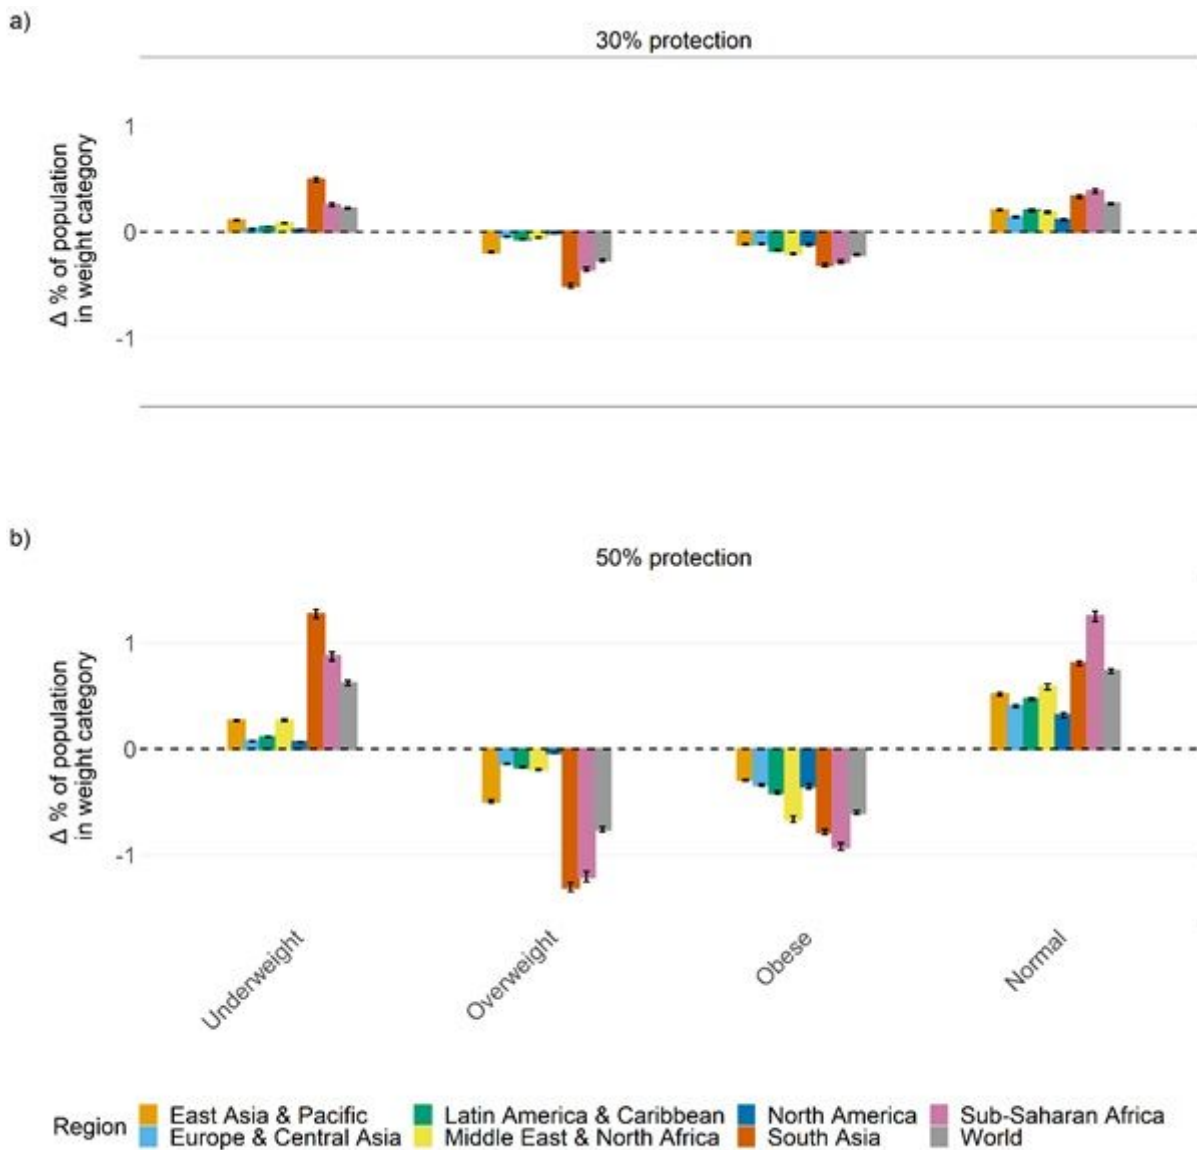 a)
30% protection
1
0
-1
Δ % of population
in weight category
b)
50% protection
1
0
-1
Δ % of population
in weight category
Underweight
Overweight
Obese
Normal
Region
East Asia & Pacific
Latin America & Caribbean
North America
Sub-Saharan Africa
Europe & Central Asia
Middle East & North Africa
South Asia
World